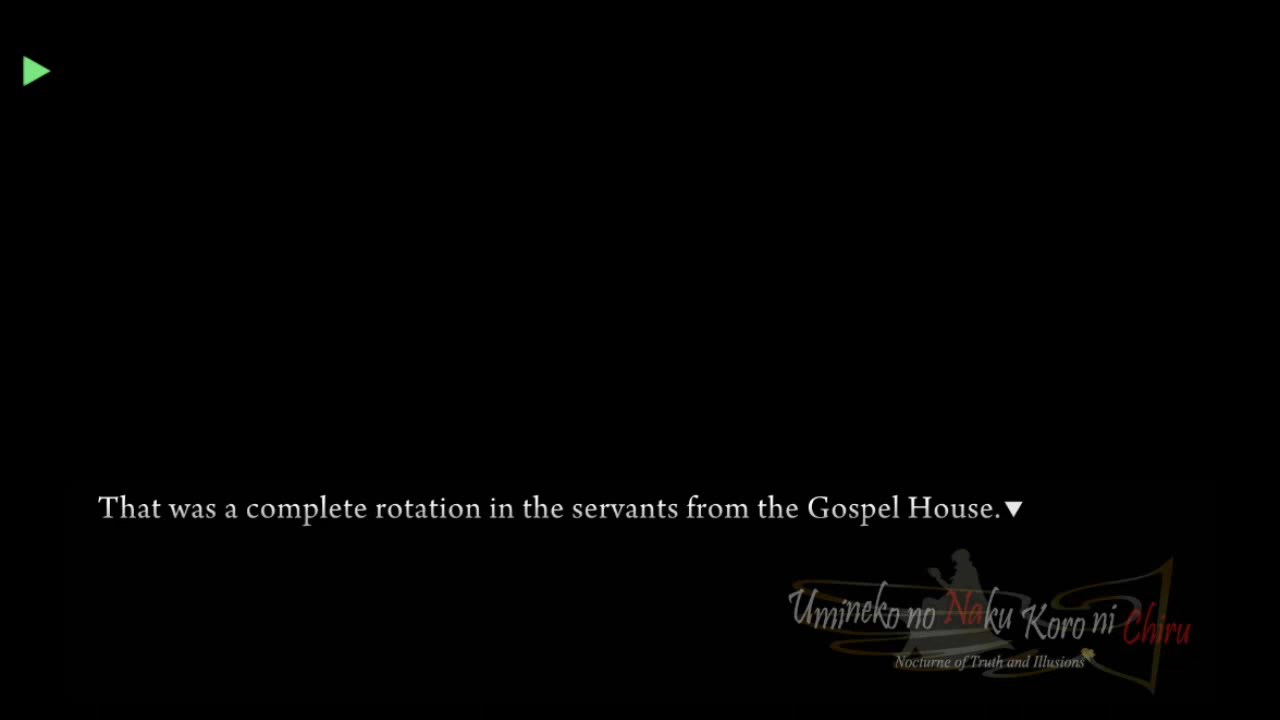 That was a complete rotation in the servants from the Gospel House.
Umineko no Naku Koro ni Chiru
Nocturne of Truth and Illusions